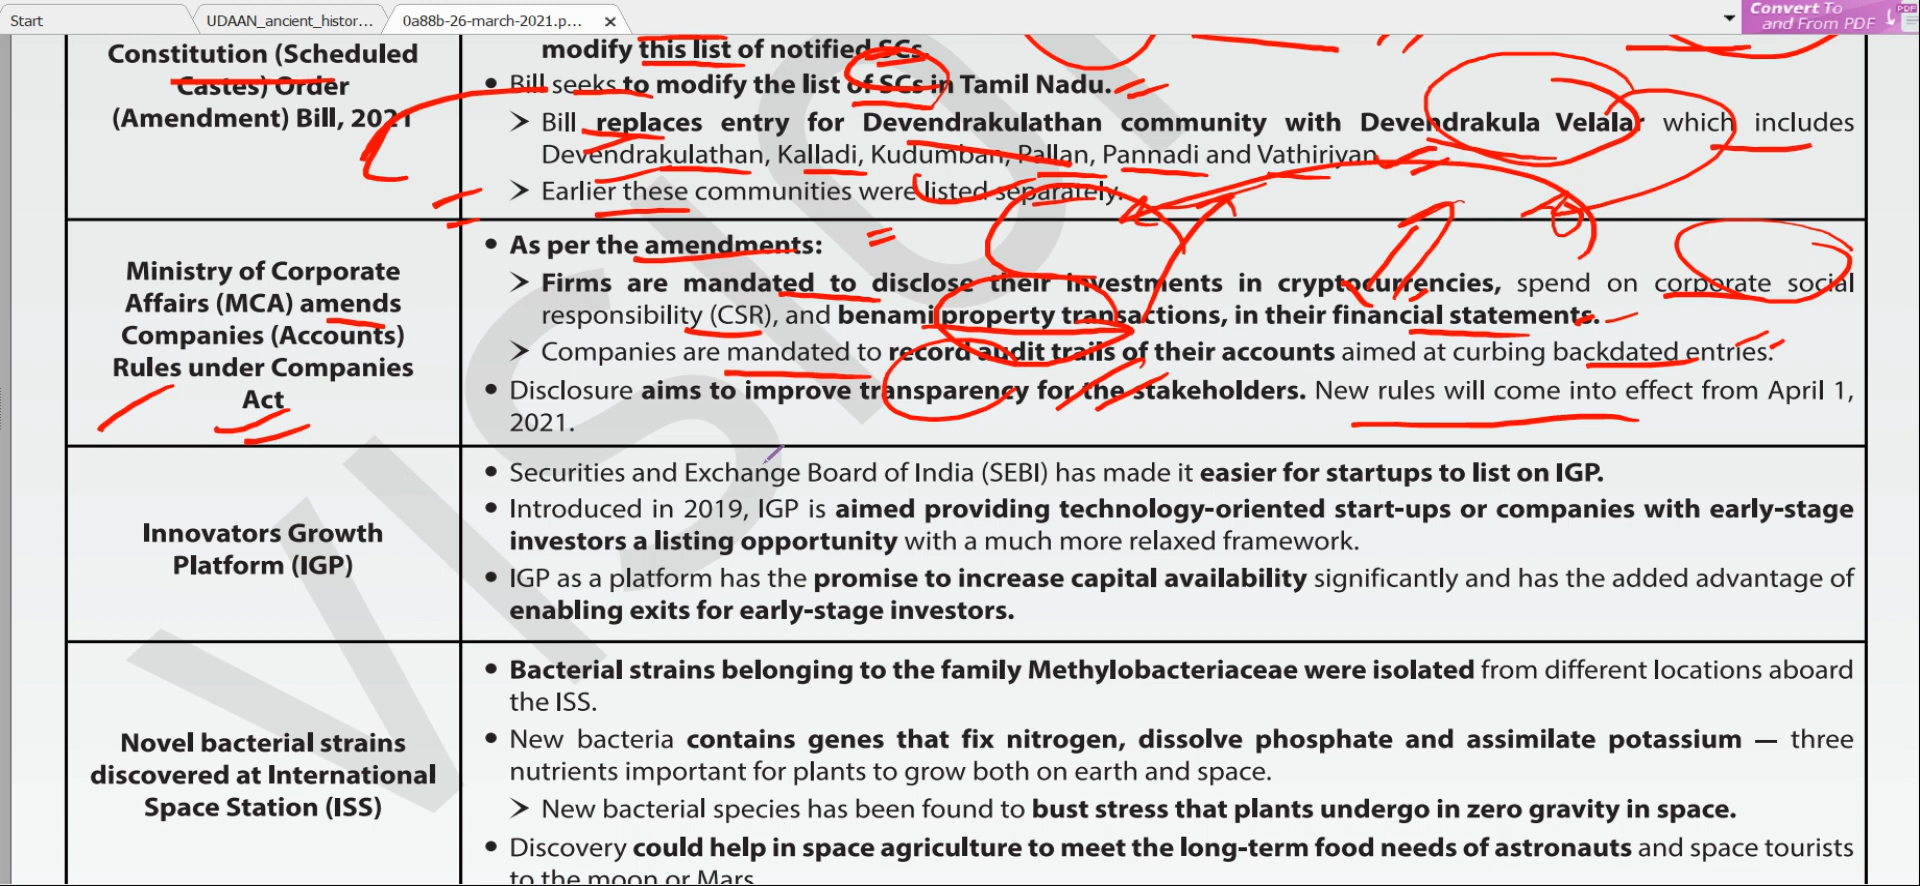 Start
UDAAN_ancient_histor...
0a88b-26-march-2021.p... ×
Convert To
and From PDF
PDF
Constitution (Scheduled
Castes) Order
(Amendment) Bill, 2021
modify this list of notified SCs.
• Bill seeks to modify the list of SCs in Tamil Nadu.
➤ Bill replaces entry for Devendrakulathan community with Devendrakula Velalar which includes
Devendrakulathan, Kalladi, Kudumban, Pallan, Pannadi and Vathiriyan
➤ Earlier these communities were listed separately.
Ministry of Corporate
Affairs (MCA) amends
Companies (Accounts)
Rules under Companies
Act
• As per the amendments:
➤ Firms are mandated to disclose their investments in cryptocurrencies, spend on corporate social
responsibility (CSR), and benami property transactions, in their financial statements.
➤ Companies are mandated to record audit trails of their accounts aimed at curbing backdated entries.
• Disclosure aims to improve transparency for the stakeholders. New rules will come into effect from April 1,
2021.
Innovators Growth
Platform (IGP)
• Securities and Exchange Board of India (SEBI) has made it easier for startups to list on IGP.
• Introduced in 2019, IGP is aimed providing technology-oriented start-ups or companies with early-stage
investors a listing opportunity with a much more relaxed framework.
• IGP as a platform has the promise to increase capital availability significantly and has the added advantage of
enabling exits for early-stage investors.
Novel bacterial strains
discovered at International
Space Station (ISS)
• Bacterial strains belonging to the family Methylobacteriaceae were isolated from different locations aboard
the ISS.
• New bacteria contains genes that fix nitrogen, dissolve phosphate and assimilate potassium — three
nutrients important for plants to grow both on earth and space.
➤ New bacterial species has been found to bust stress that plants undergo in zero gravity in space.
• Discovery could help in space agriculture to meet the long-term food needs of astronauts and space tourists
to the moon or Mars